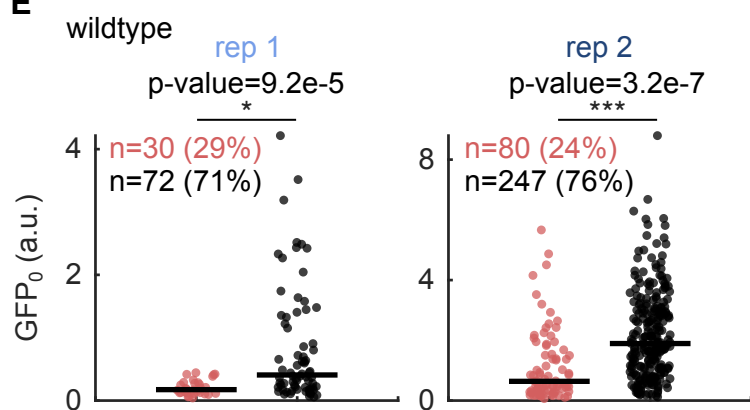 E
wildtype
rep 1
p-value=9.2e-5
*
n=30 (29%)
n=72 (71%)
GFP₀ (a.u.)
4
2
0
rep 2
p-value=3.2e-7
***
n=80 (24%)
n=247 (76%)
8
4
0